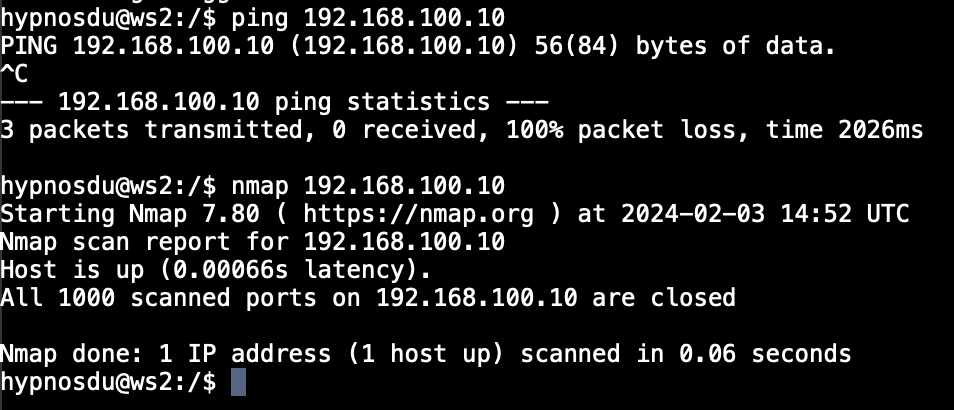 hypnosdu@ws2:/$ ping 192.168.100.10
PING 192.168.100.10 (192.168.100.10) 56(84) bytes of data.
^C
--- 192.168.100.10 ping statistics ---
3 packets transmitted, 0 received, 100% packet loss, time 2026ms

hypnosdu@ws2:/$ nmap 192.168.100.10
Starting Nmap 7.80 ( https://nmap.org ) at 2024-02-03 14:52 UTC
Nmap scan report for 192.168.100.10
Host is up (0.00066s latency).
All 1000 scanned ports on 192.168.100.10 are closed

Nmap done: 1 IP address (1 host up) scanned in 0.06 seconds
hypnosdu@ws2:/$